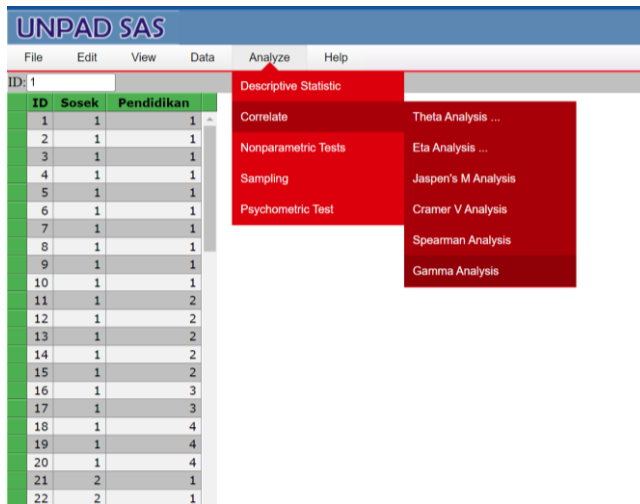 UNPAD SAS
File Edit View Data Analyze Help
ID: 1
Descriptive Statistic
Correlate
Nonparametric Tests
Sampling
Psychometric Test
Theta Analysis ...
Eta Analysis ...
Jaspen's M Analysis
Cramer V Analysis
Spearman Analysis
Gamma Analysis
ID Sosek Pendidikan
1 1 1
2 1 1
3 1 1
4 1 1
5 1 1
6 1 1
7 1 1
8 1 1
9 1 1
10 1 1
11 1 2
12 1 2
13 1 2
14 1 2
15 1 2
16 1 3
17 1 3
18 1 4
19 1 4
20 1 4
21 2 1
22 2 1